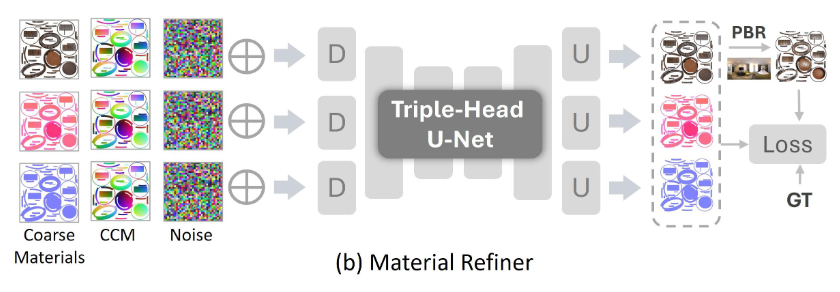 PBR
D
U
D
Triple-Head
U-Net
U
Loss
D
U
GT
Coarse
Materials
CCM
Noise
(b) Material Refiner